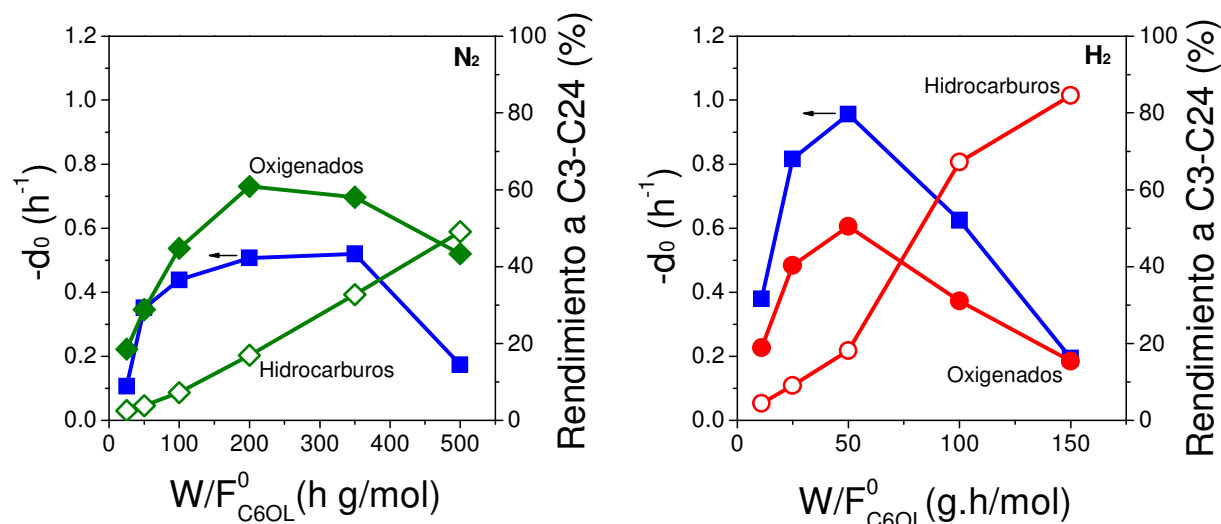 N2
-d0 (h-1)
1.2
1.0
0.8
0.6
0.4
0.2
0.0
Oxigenados
Hidrocarburos
100
80
60
40
20
0
Rendimiento a C3-C24 (%)
0 100 200 300 400 500
W/F0C6OL (h g/mol)
H2
-d0 (h-1)
1.2
1.0
0.8
0.6
0.4
0.2
0.0
Hidrocarburos
Oxigenados
100
80
60
40
20
0
Rendimiento a C3-C24 (%)
0 50 100 150
W/F0C6OL (g.h/mol)